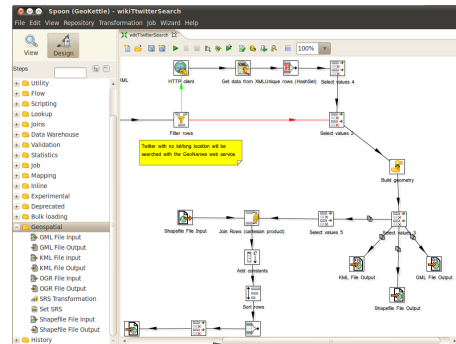 Spoon (GeoKettle) - wikiTtwitterSearch
File Edit View Repository Transformation Job Wizard Help
View
Design
Steps
Utility
Flow
Scripting
Lookup
Joins
Data Warehouse
Validation
Statistics
Job
Mapping
Inline
Experimental
Deprecated
Bulk loading
Geospatial
GML File Input
GML File Output
KML File Input
KML File Output
OGR File Input
OGR File Output
SRS Transformation
Set SRS
Shapefile File Input
Shapefile File Output
History
wikiTtwitterSearch
100%
XML
HTTP client
Get data from XML
Unique rows (HashSet)
Select values 4
Filter rows
Select values 2
Twitter with no lat/long location will be
searched with the GeoNames web service
Build geometry
Shapefile File Input
Join Rows (cartesian product)
Select values 5
Select values 3
Add constants
KML File Output
GML File Output
Shapefile File Output
Sort rows